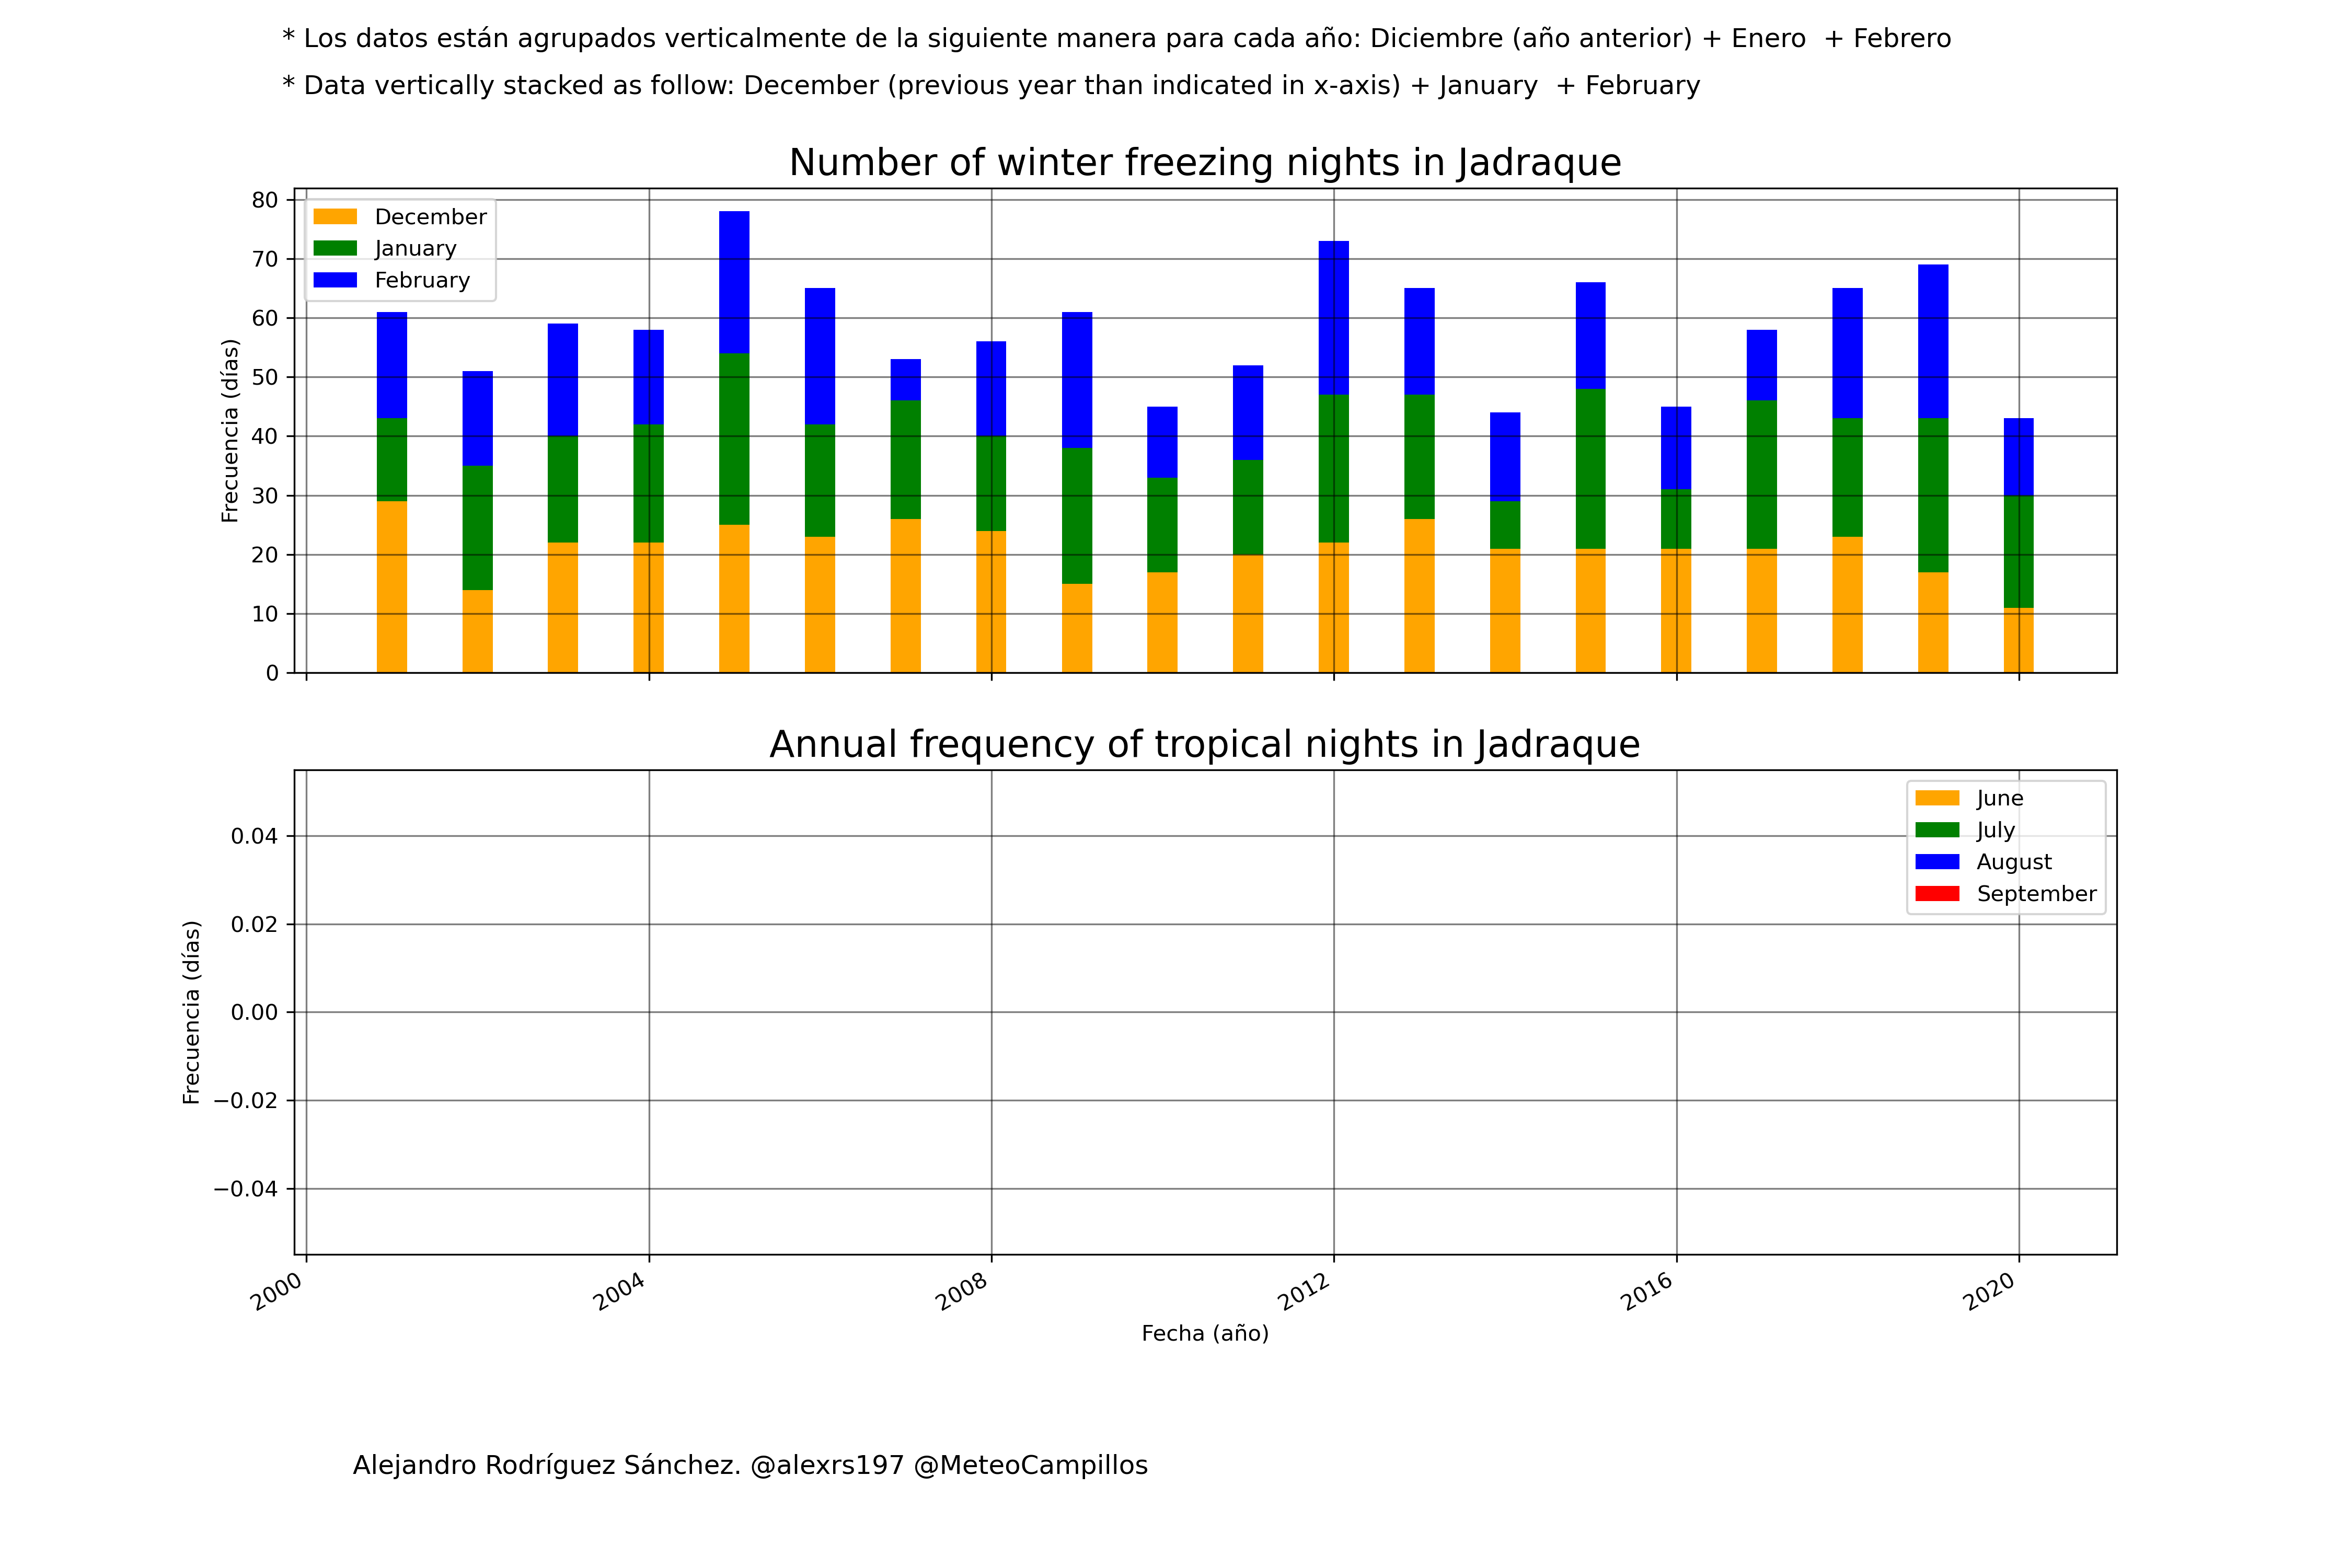 * Los datos están agrupados verticalmente de la siguiente manera para cada año: Diciembre (año anterior) + Enero  + Febrero
* Data vertically stacked as follow: December (previous year than indicated in x-axis) + January  + February
Number of winter freezing nights in Jadraque
80
70
60
50
40
30
20
10
0
Frecuencia (días)
December
January
February
Annual frequency of tropical nights in Jadraque
0.04
0.02
0.00
−0.02
−0.04
Frecuencia (días)
June
July
August
September
2000
2004
2008
2012
2016
2020
Fecha (año)
Alejandro Rodríguez Sánchez. @alexrs197 @MeteoCampillos